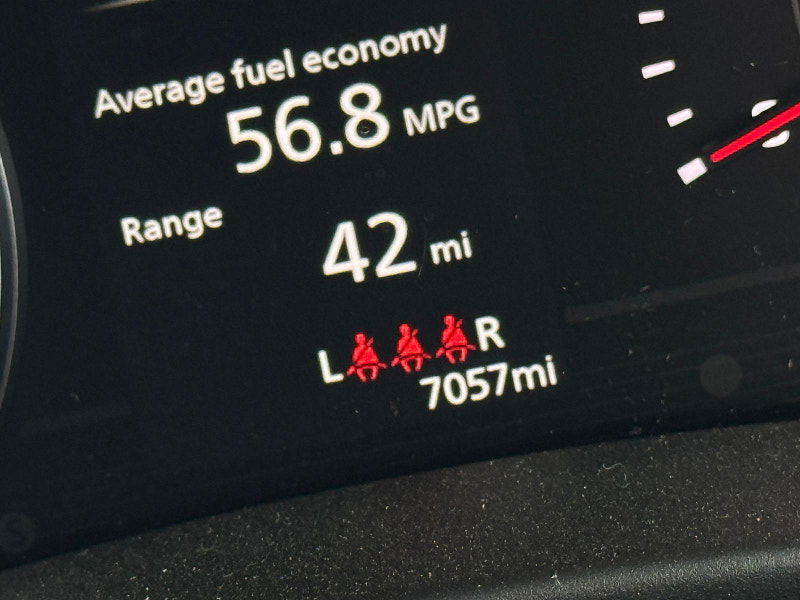 Average fuel economy
56.8 MPG
Range
42 mi
L R
7057mi